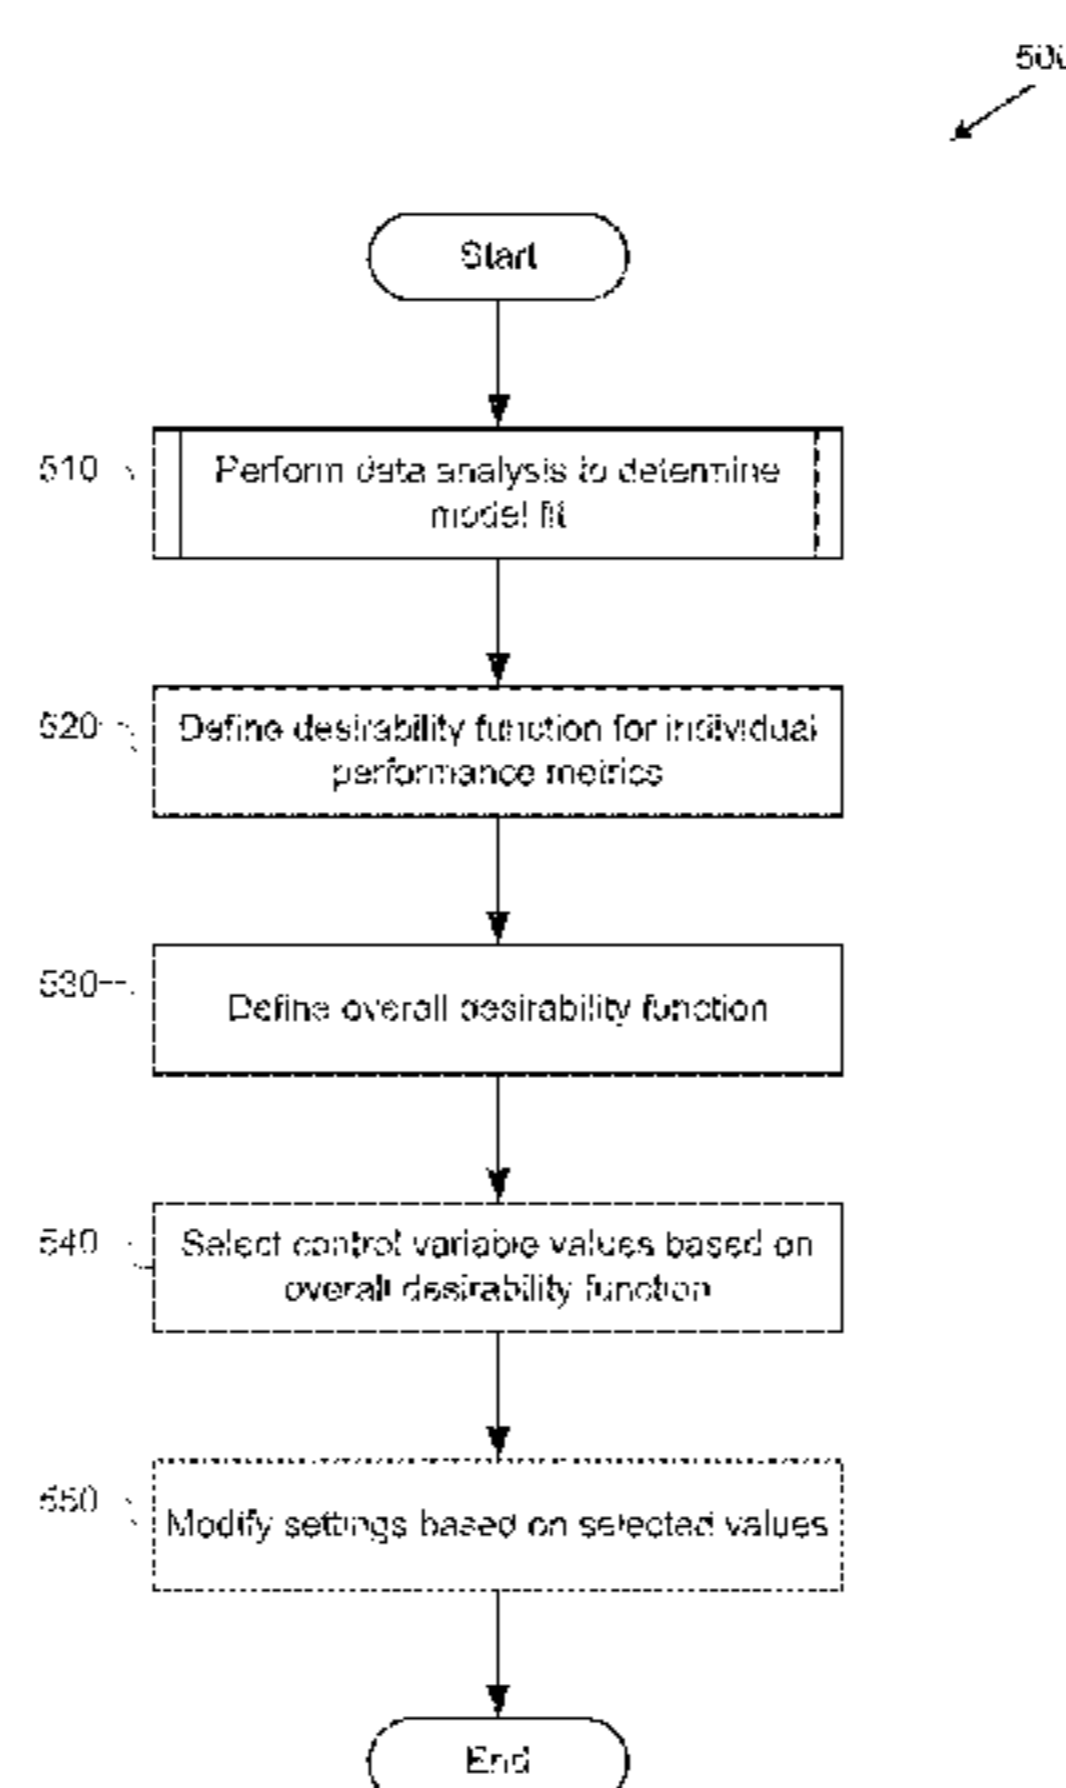 500
Start
510
Perform data analysis to determine
model fit
520
Define desirability function for individual
performance metrics
530
Define overall desirability function
540
Select control variable values based on
overall desirability function
550
Modify settings based on selected values
End